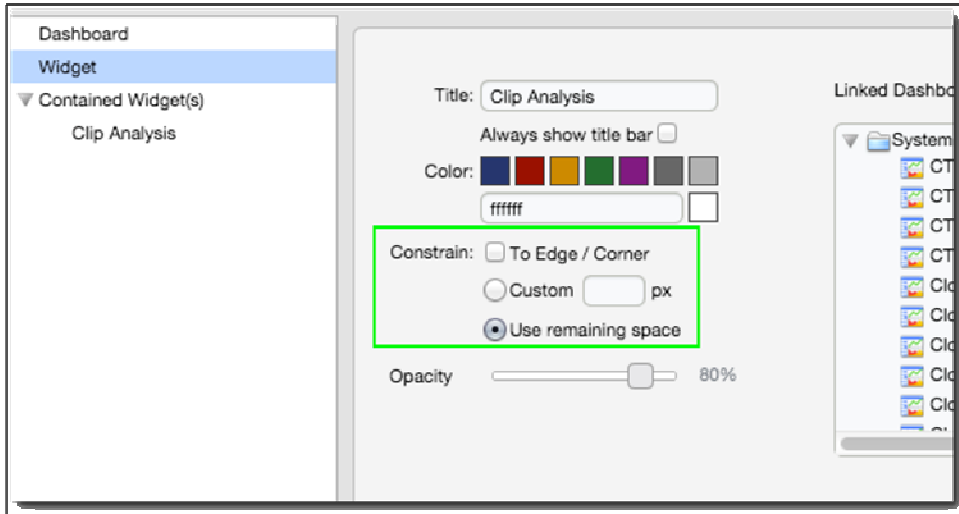 Dashboard
Widget
Contained Widget(s)
Clip Analysis
Title: Clip Analysis
Always show title bar
Color:
ffffff
Constrain: To Edge / Corner
Custom px
Use remaining space
Opacity 80%
Linked Dashbo
System
CT
CT
CT
CT
Clo
Clo
Clo
Clo
Clo